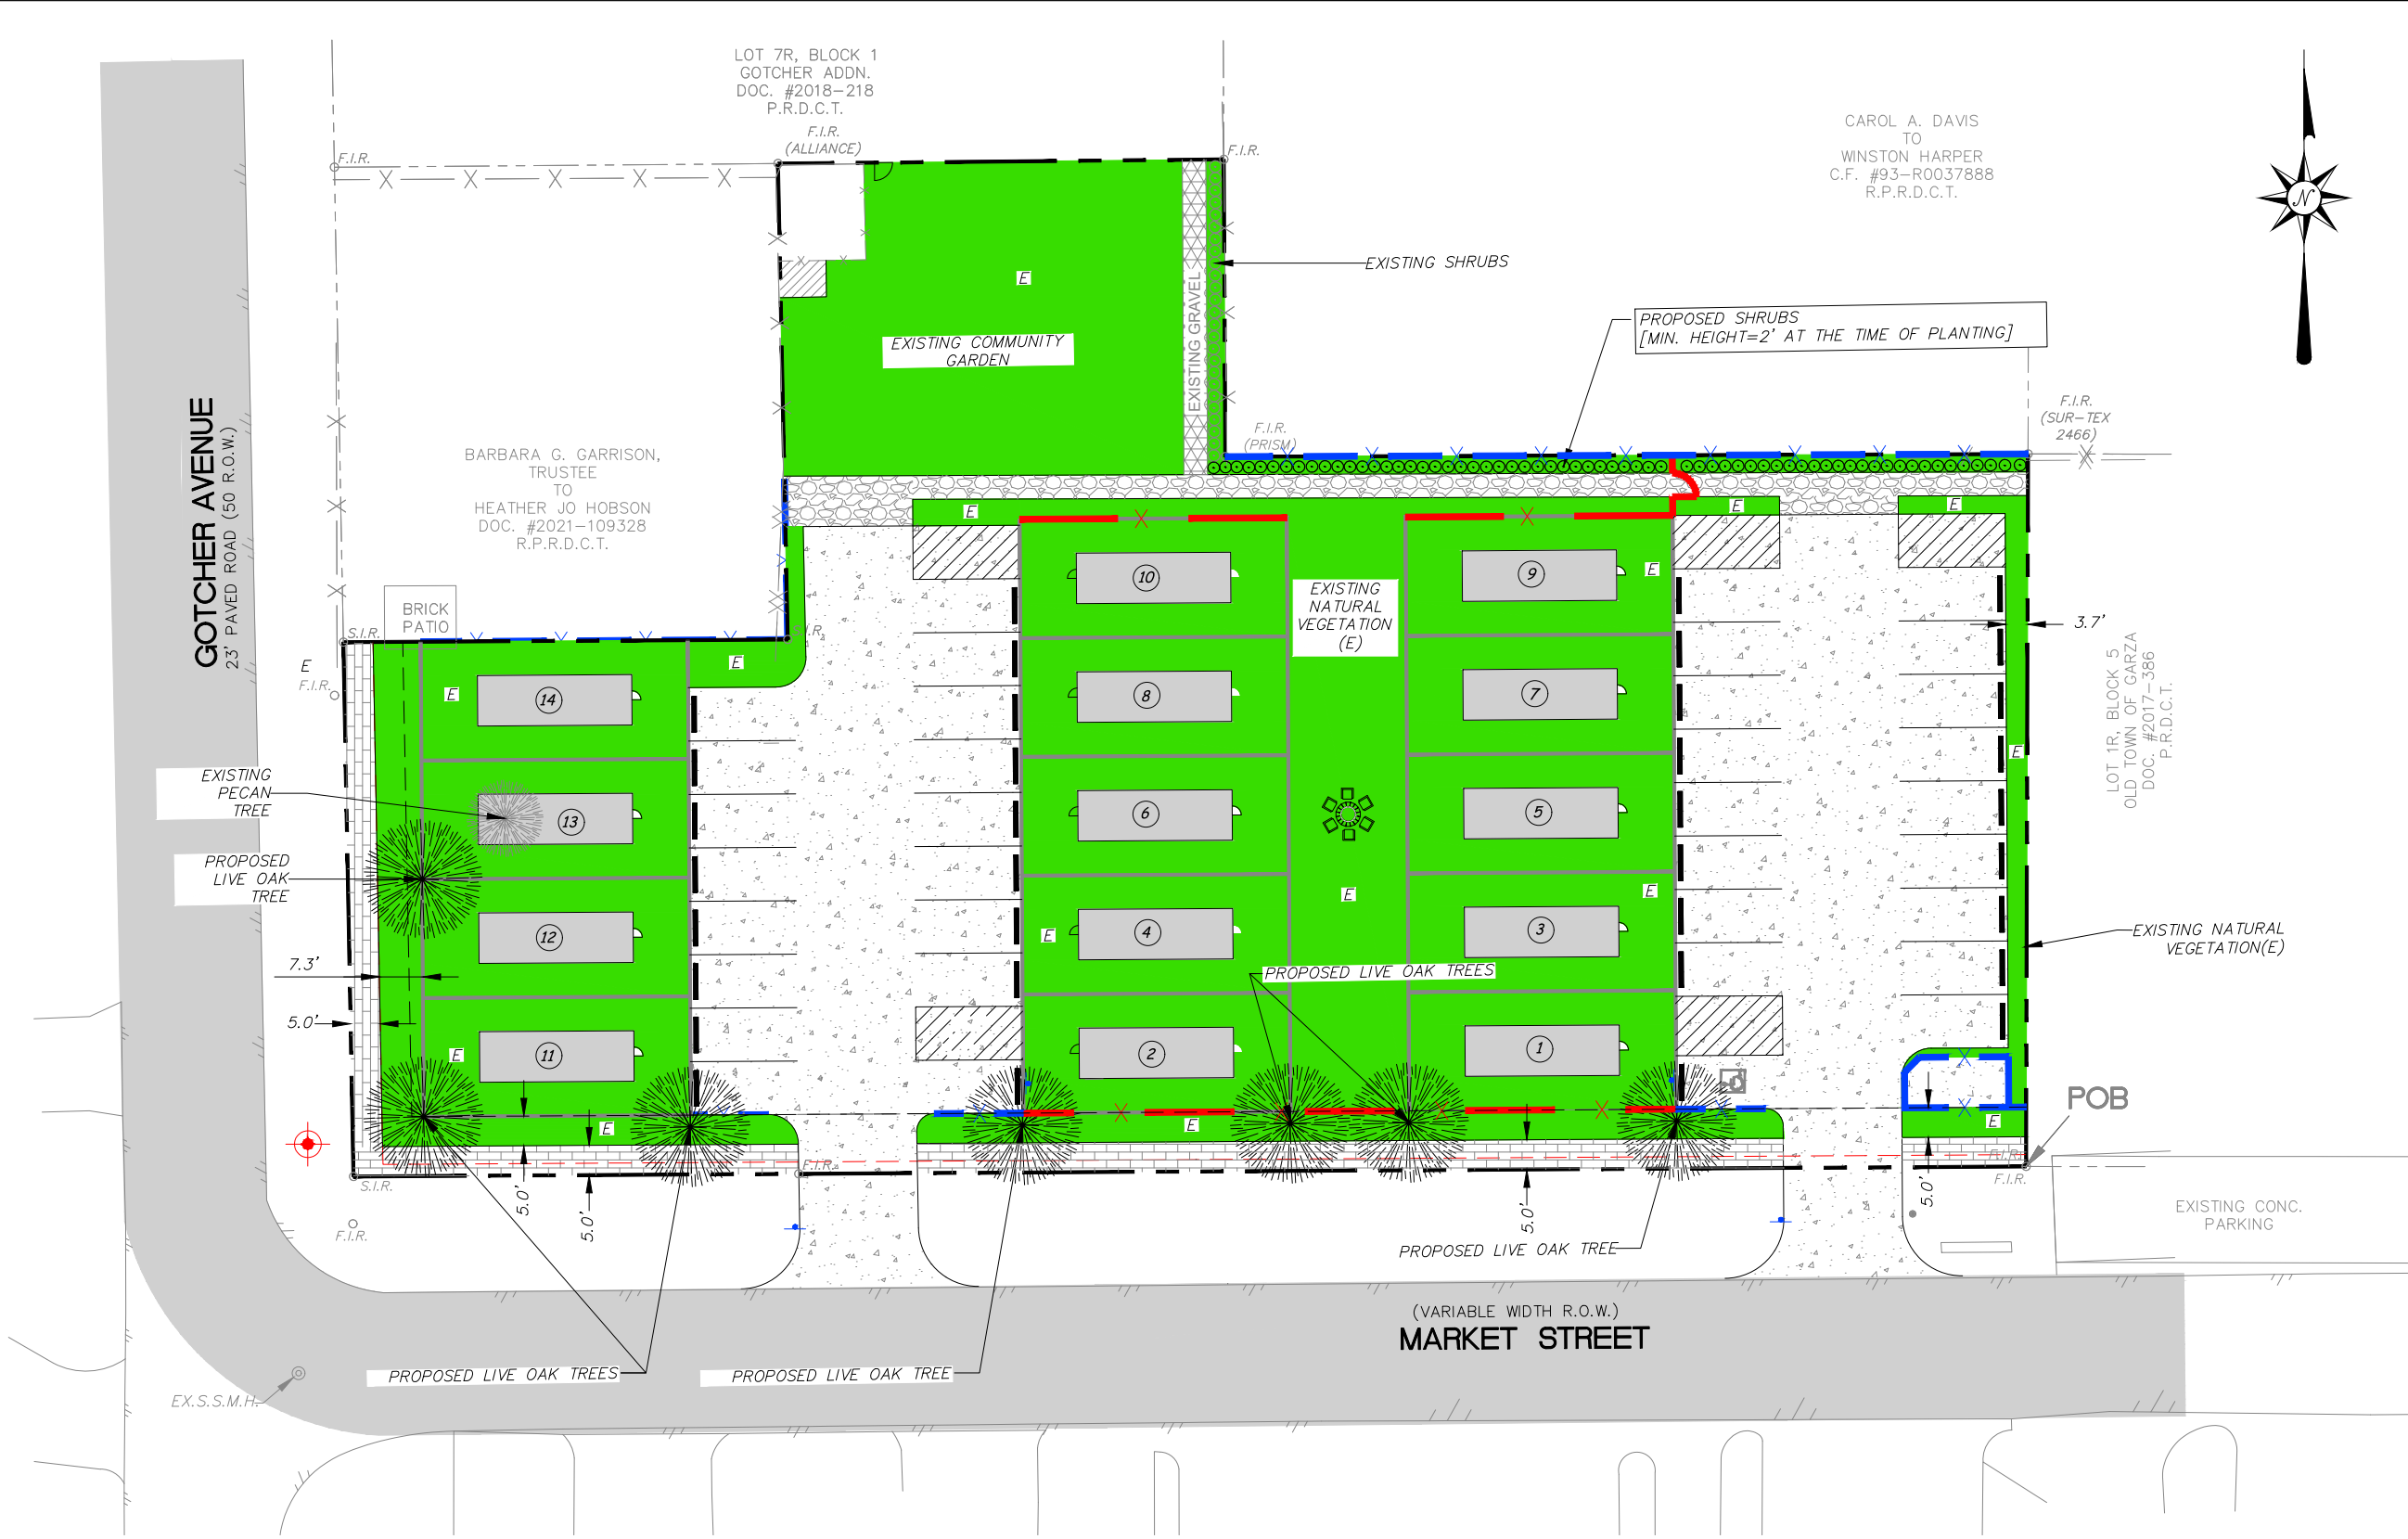 LOT 7R, BLOCK 1
GOTCHER ADDN.
DOC. #2018-218
P.R.D.C.T.
F.I.R.
(ALLIANCE)
F.I.R.
F.I.R.
CAROL A. DAVIS
TO
WINSTON HARPER
C.F. #93-R0037888
R.P.R.D.C.T.
N
E
EXISTING SHRUBS
EXISTING GRAVEL
EXISTING COMMUNITY
GARDEN
PROPOSED SHRUBS
[MIN. HEIGHT=2' AT THE TIME OF PLANTING]
F.I.R.
(PRISM)
F.I.R.
(SUR-TEX
2466)
BARBARA G. GARRISON,
TRUSTEE
TO
HEATHER JO HOBSON
DOC. #2021-109328
R.P.R.D.C.T.
GOTCHER AVENUE
23' PAVED ROAD (50 R.O.W.)
E
E
E
10
9
E
EXISTING
NATURAL
VEGETATION
(E)
BRICK
PATIO
S.I.R.
S.I.R.
E
E
F.I.R.
3.7'
LOT 1R, BLOCK 5
OLD TOWN OF GARZA
DOC. #2017-386
P.R.D.C.T.
E
14
8
7
E
EXISTING
PECAN
TREE
13
6
5
PROPOSED
LIVE OAK
TREE
E
E
12
E
4
3
EXISTING NATURAL
VEGETATION(E)
7.3'
PROPOSED LIVE OAK TREES
5.0'
E
11
2
1
POB
E
E
E
F.I.R.
F.I.R.
F.I.R.
S.I.R.
5.0'
5.0'
5.0'
5.0'
F.I.R.
EXISTING CONC.
PARKING
PROPOSED LIVE OAK TREE
(VARIABLE WIDTH R.O.W.)
MARKET STREET
PROPOSED LIVE OAK TREES
PROPOSED LIVE OAK TREE
EX.S.S.M.H.